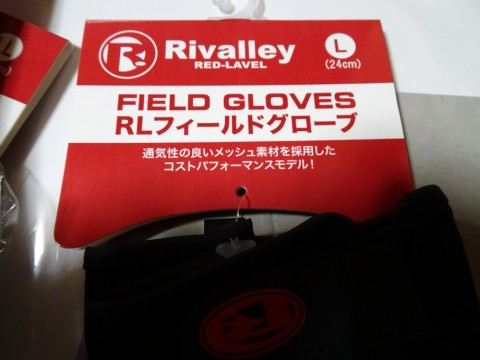 Rivalley
RED-LAVEL
L
(24cm)
FIELD GLOVES
RLフィールドグローブ
通気性の良いメッシュ素材を採用した
コストパフォーマンスモデル!
L